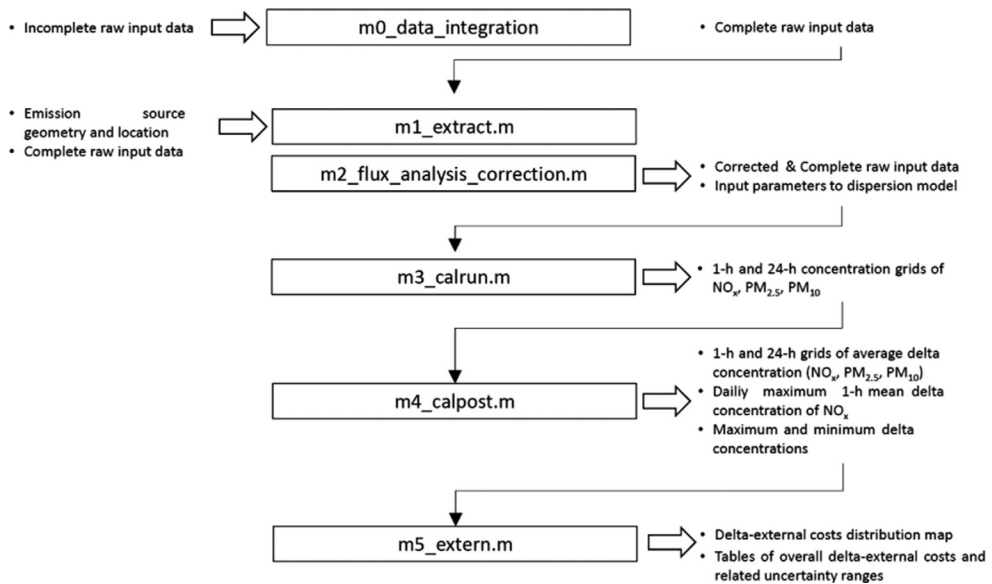 • Incomplete raw input data
m0_data_integration
• Complete raw input data
• Emission source
geometry and location
• Complete raw input data
m1_extract.m
m2_flux_analysis_correction.m
• Corrected & Complete raw input data
• Input parameters to dispersion model
m3_calrun.m
• 1-h and 24-h concentration grids of
NOx, PM2.5, PM10
m4_calpost.m
• 1-h and 24-h grids of average delta
concentration (NOx, PM2.5, PM10)
• Dailiy maximum 1-h mean delta
concentration of NOx
• Maximum and minimum delta
concentrations
m5_extern.m
• Delta-external costs distribution map
• Tables of overall delta-external costs and
related uncertainty ranges